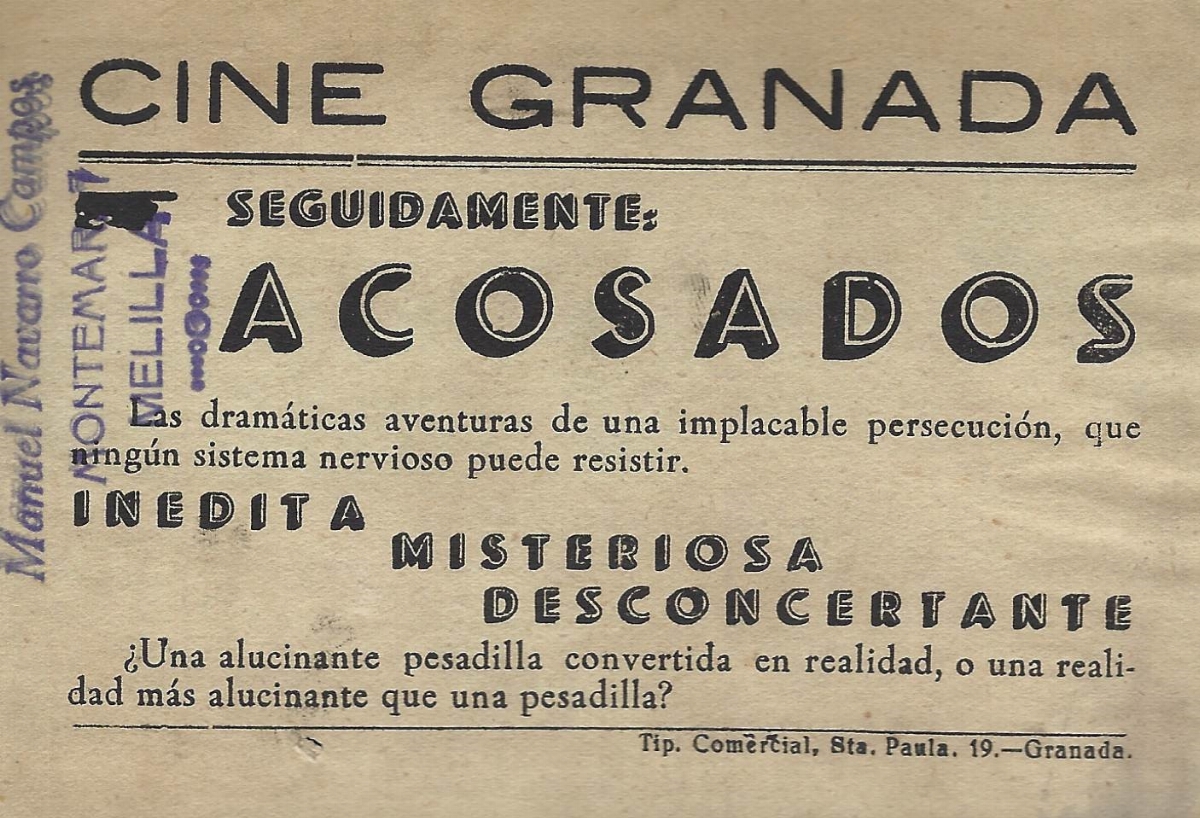 CINE GRANADA
SEGUIDAMENTE:
ACOSADOS
Las dramáticas aventuras de una implacable persecución, que
ningún sistema nervioso puede resistir.
INEDITA
MISTERIOSA
DESCONCERTANTE
¿Una alucinante pesadilla convertida en realidad, o una reali-
dad más alucinante que una pesadilla?
Tip. Comercial, Sta. Paula. 19.—Granada.
Manuel Navarro Campos
MONTEMAR, 7
MELILLA